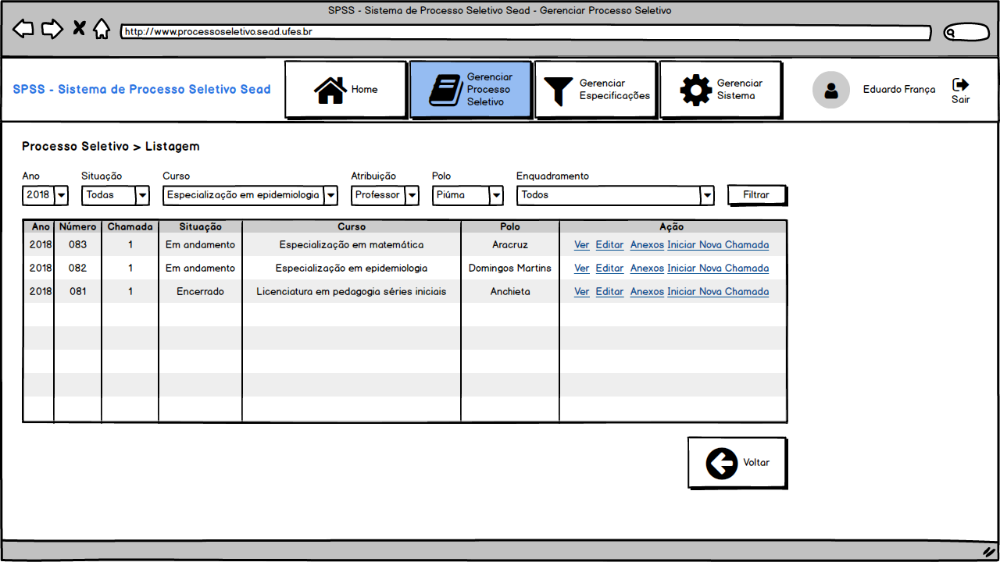 SPSS - Sistema de Processo Seletivo Sead - Gerenciar Processo Seletivo
http://www.processoseletivo.sead.ufes.br
SPSS - Sistema de Processo Seletivo Sead
Home
Gerenciar
Processo
Seletivo
Gerenciar
Especificações
Gerenciar
Sistema
Eduardo França
Sair
Processo Seletivo > Listagem
Ano Situação Curso Atribuição Polo Enquadramento
2018 Todas Especialização em epidemiologia Professor Piúma Todos Filtrar
Ano Número Chamada Situação Curso Polo Ação
2018 083 1 Em andamento Especialização em matemática Aracruz Ver Editar Anexos Iniciar Nova Chamada
2018 082 1 Em andamento Especialização em epidemiologia Domingos Martins Ver Editar Anexos Iniciar Nova Chamada
2018 081 1 Encerrado Licenciatura em pedagogia séries iniciais Anchieta Ver Editar Anexos Iniciar Nova Chamada
Voltar